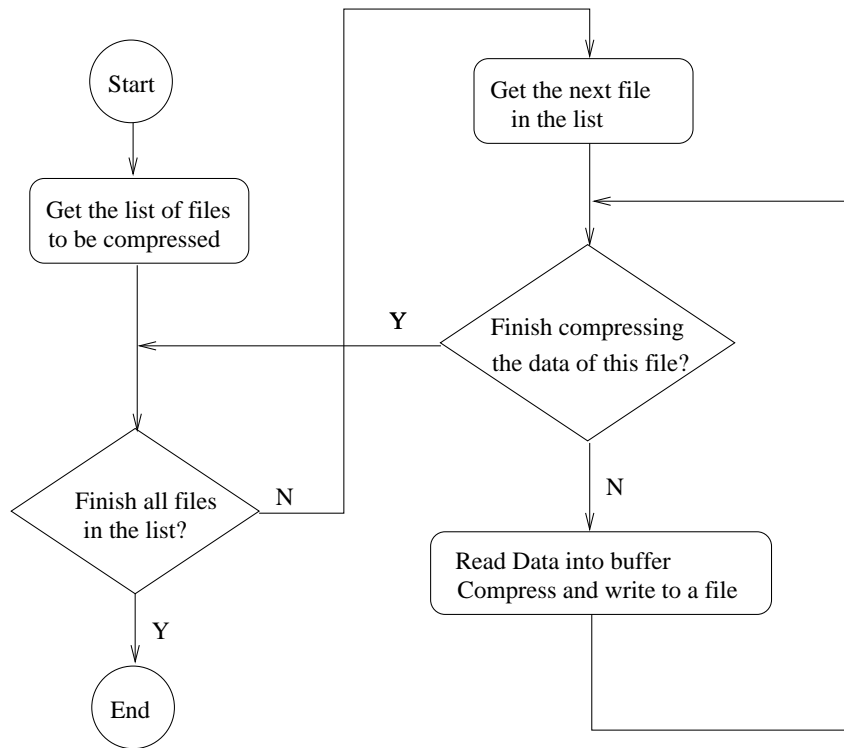 Start
Get the list of files
to be compressed
Finish all files
in the list?
N
Y
End
Get the next file
in the list
Finish compressing
the data of this file?
Y
N
Read Data into buffer
Compress and write to a file